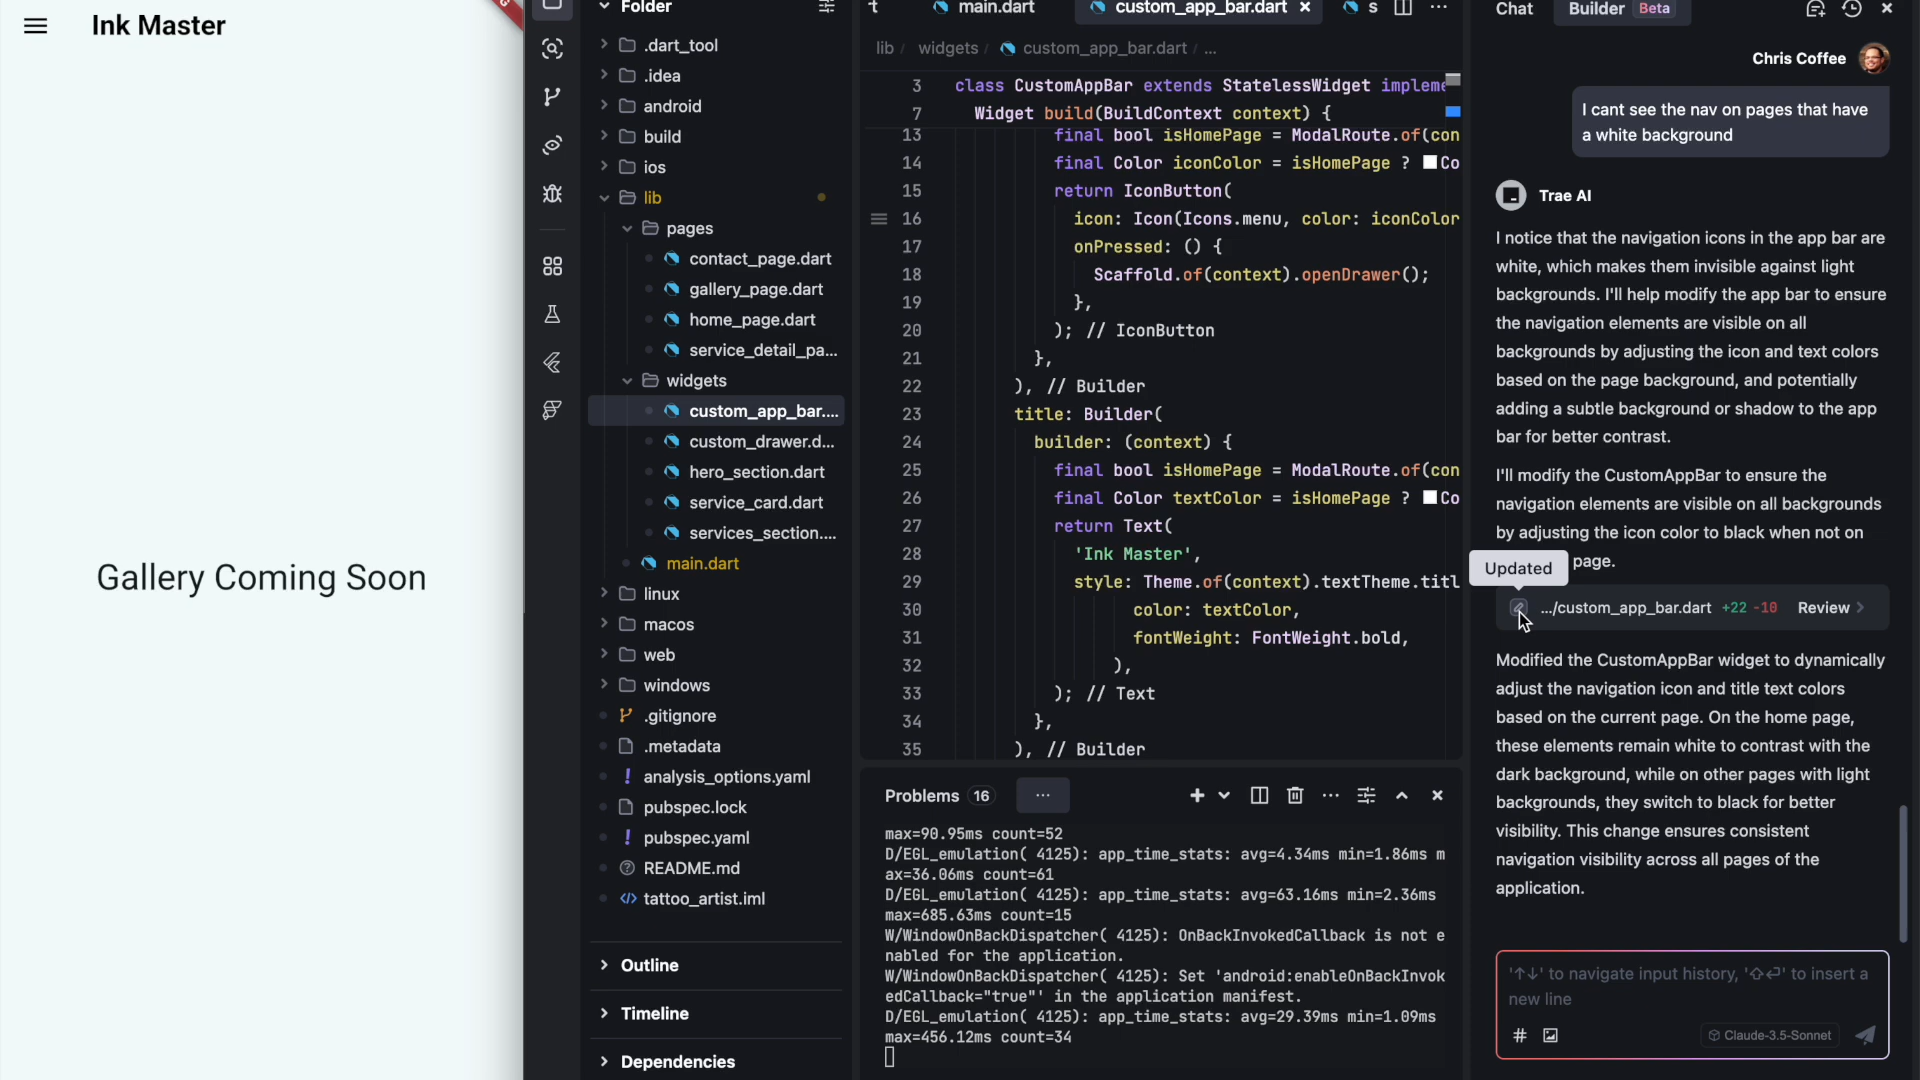 Ink Master
Gallery Coming Soon
Folder
.dart_tool
.idea
android
build
ios
lib
pages
contact_page.dart
gallery_page.dart
home_page.dart
service_detail_pa...
widgets
custom_app_bar....
custom_drawer.d...
hero_section.dart
service_card.dart
services_section....
main.dart
linux
macos
web
windows
.gitignore
.metadata
analysis_options.yaml
pubspec.lock
pubspec.yaml
README.md
tattoo_artist.iml
Outline
Timeline
Dependencies
t main.dart custom_app_bar.dart s
lib / widgets / custom_app_bar.dart / ...
3 class CustomAppBar extends StatelessWidget impleme
7 Widget build(BuildContext context) {
13 final bool isHomePage = ModalRoute.of(con
14 final Color iconColor = isHomePage ? Co
15 return IconButton(
16 icon: Icon(Icons.menu, color: iconColor
17 onPressed: () {
18 Scaffold.of(context).openDrawer();
19 },
20 ); // IconButton
21 },
22 ), // Builder
23 title: Builder(
24 builder: (context) {
25 final bool isHomePage = ModalRoute.of(con
26 final Color textColor = isHomePage ? Co
27 return Text(
28 'Ink Master',
29 style: Theme.of(context).textTheme.titl
30 color: textColor,
31 fontWeight: FontWeight.bold,
32 ),
33 ); // Text
34 },
35 ), // Builder
Problems 16 ...
max=90.95ms count=52
D/EGL_emulation( 4125): app_time_stats: avg=4.34ms min=1.86ms m
ax=36.06ms count=61
D/EGL_emulation( 4125): app_time_stats: avg=63.16ms min=2.36ms
max=685.63ms count=15
W/WindowOnBackDispatcher( 4125): OnBackInvokedCallback is not e
nabled for the application.
W/WindowOnBackDispatcher( 4125): Set 'android:enableOnBackInvok
edCallback="true"' in the application manifest.
D/EGL_emulation( 4125): app_time_stats: avg=29.39ms min=1.09ms
max=456.12ms count=34
Chat Builder Beta
Chris Coffee
I cant see the nav on pages that have
a white background
Trae AI
I notice that the navigation icons in the app bar are
white, which makes them invisible against light
backgrounds. I'll help modify the app bar to ensure
the navigation elements are visible on all
backgrounds by adjusting the icon and text colors
based on the page background, and potentially
adding a subtle background or shadow to the app
bar for better contrast.
I'll modify the CustomAppBar to ensure the
navigation elements are visible on all backgrounds
by adjusting the icon color to black when not on
page.
Updated
.../custom_app_bar.dart +22 -10 Review
Modified the CustomAppBar widget to dynamically
adjust the navigation icon and title text colors
based on the current page. On the home page,
these elements remain white to contrast with the
dark background, while on other pages with light
backgrounds, they switch to black for better
visibility. This change ensures consistent
navigation visibility across all pages of the
application.
'↑↓' to navigate input history, '⇧⏎' to insert a
new line
Claude-3.5-Sonnet